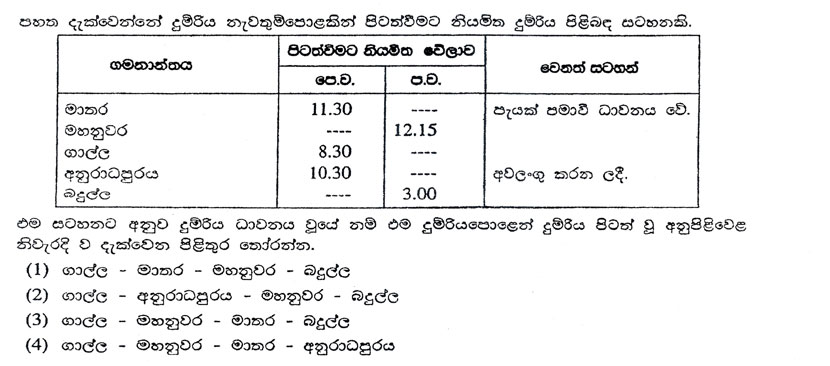 පහත දැක්වෙන්නේ දුම්රිය නැවතුම්පොළකින් පිටත්වීමට නියමිත දුම්රිය පිළිබඳ සටහනකි.
ගමනාන්තය පිටත්වීමට නියමිත වේලාව වෙනත් සටහන්
පෙ.ව. ප.ව.
මාතර 11.30 ---- පැයක් පමාවී ධාවනය වේ.
මහනුවර ---- 12.15
ගාල්ල 8.30 ----
අනුරාධපුරය 10.30 ---- අවලංගු කරන ලදී.
බදුල්ල ---- 3.00
එම සටහනට අනුව දුම්රිය ධාවනය වූයේ නම් එම දුම්රියපොළෙන් දුම්රිය පිටත් වූ අනුපිළිවෙළ
නිවැරදි ව දැක්වෙන පිළිතුර තෝරන්න.
(1) ගාල්ල - මාතර - මහනුවර - බදුල්ල
(2) ගාල්ල - අනුරාධපුරය - මහනුවර - බදුල්ල
(3) ගාල්ල - මහනුවර - මාතර - බදුල්ල
(4) ගාල්ල - මහනුවර - මාතර - අනුරාධපුරය